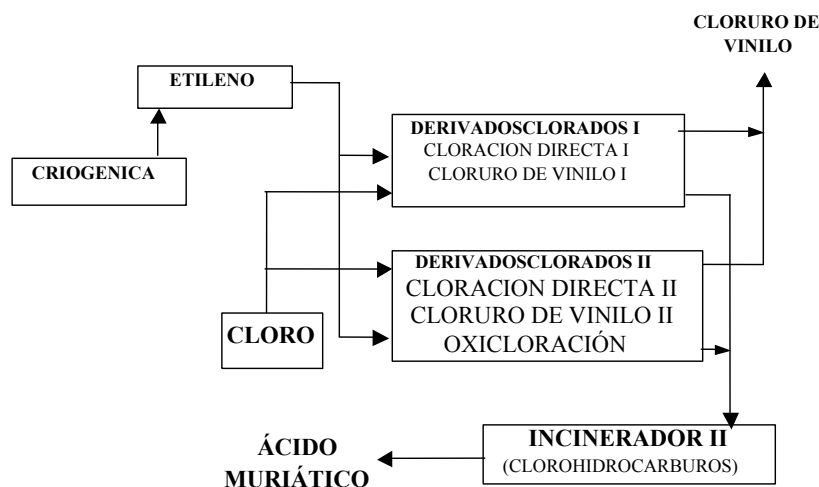 CLORURO DE
VINILO
ETILENO
DERIVADOSCLORADOS I
CLORACION DIRECTA I
CLORURO DE VINILO I
CRIOGENICA
DERIVADOSCLORADOS II
CLORACION DIRECTA II
CLORURO DE VINILO II
OXICLORACIÓN
CLORO
INCINERADOR II
(CLOROHIDROCARBUROS)
ÁCIDO
MURIÁTICO